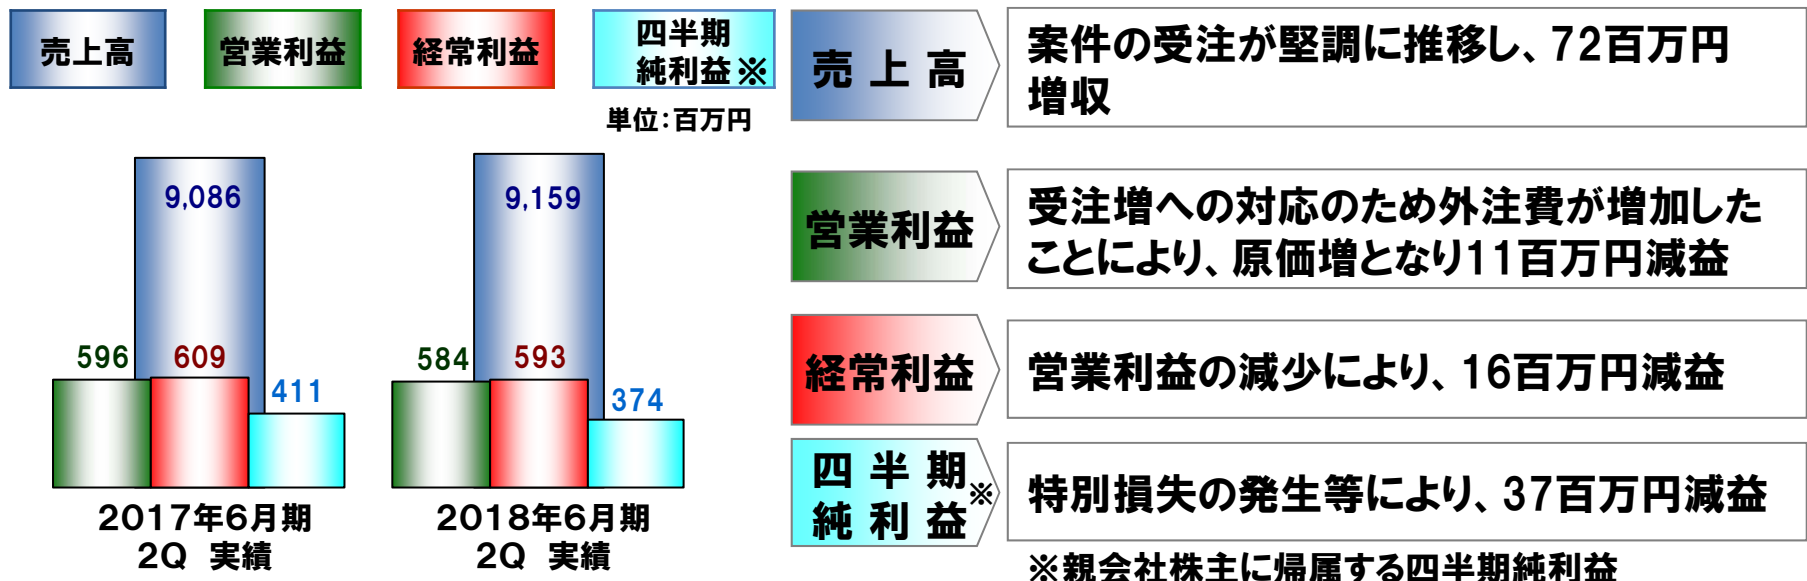 売上高
営業利益
経常利益
四半期
純利益※
単位：百万円
9,086
596
609
411
2017年6月期
2Q 実績
9,159
584
593
374
2018年6月期
2Q 実績
売上高
案件の受注が堅調に推移し、72百万円
増収
営業利益
受注増への対応のため外注費が増加した
ことにより、原価増となり11百万円減益
経常利益
営業利益の減少により、16百万円減益
四半期
純利益※
特別損失の発生等により、37百万円減益
※親会社株主に帰属する四半期純利益